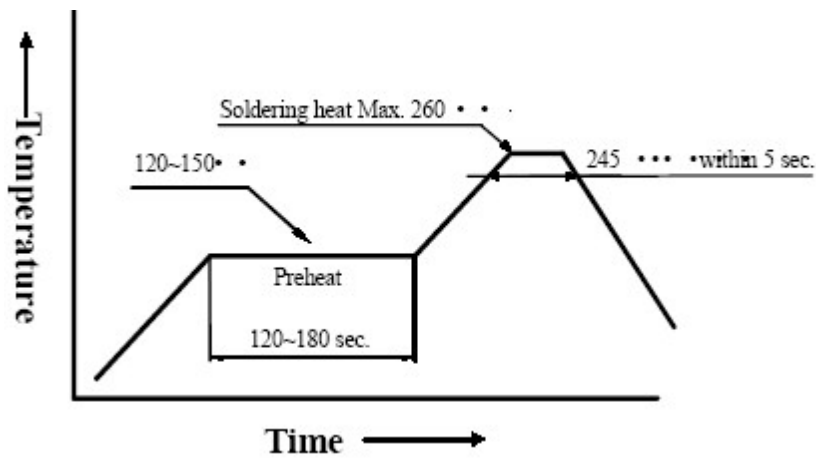 Soldering heat Max. 260 • • .
120~150• •
245 •••• •within 5 sec.
Preheat
120~180 sec.
Temperature
Time